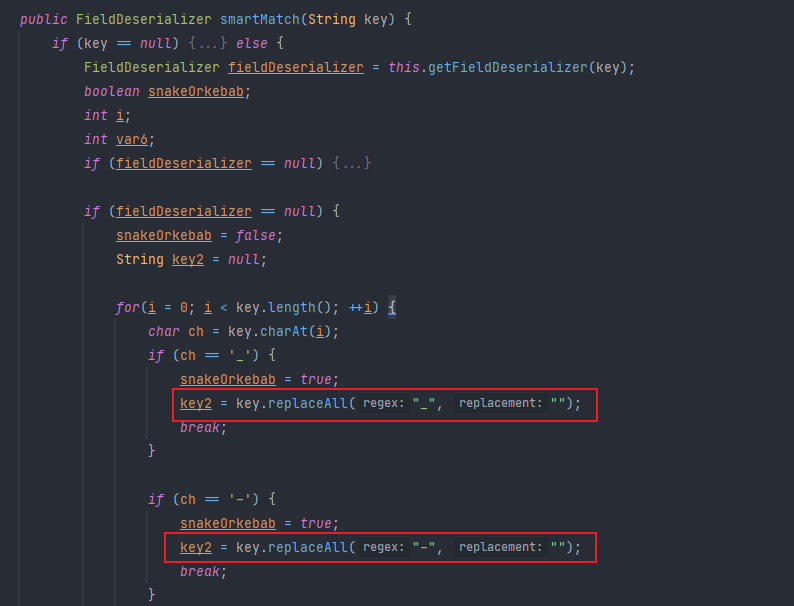 public FieldDeserializer smartMatch(String key) {
if (key == null) {...} else {
FieldDeserializer fieldDeserializer = this.getFieldDeserializer(key);
boolean snakeOrkebab;
int i;
int var6;
if (fieldDeserializer == null) {...}
if (fieldDeserializer == null) {
snakeOrkebab = false;
String key2 = null;
for(i = 0; i < key.length(); ++i) {
char ch = key.charAt(i);
if (ch == '_') {
snakeOrkebab = true;
key2 = key.replaceAll( regex: "_", replacement: "");
break;
}
if (ch == '-') {
snakeOrkebab = true;
key2 = key.replaceAll( regex: "-", replacement: "");
break;
}